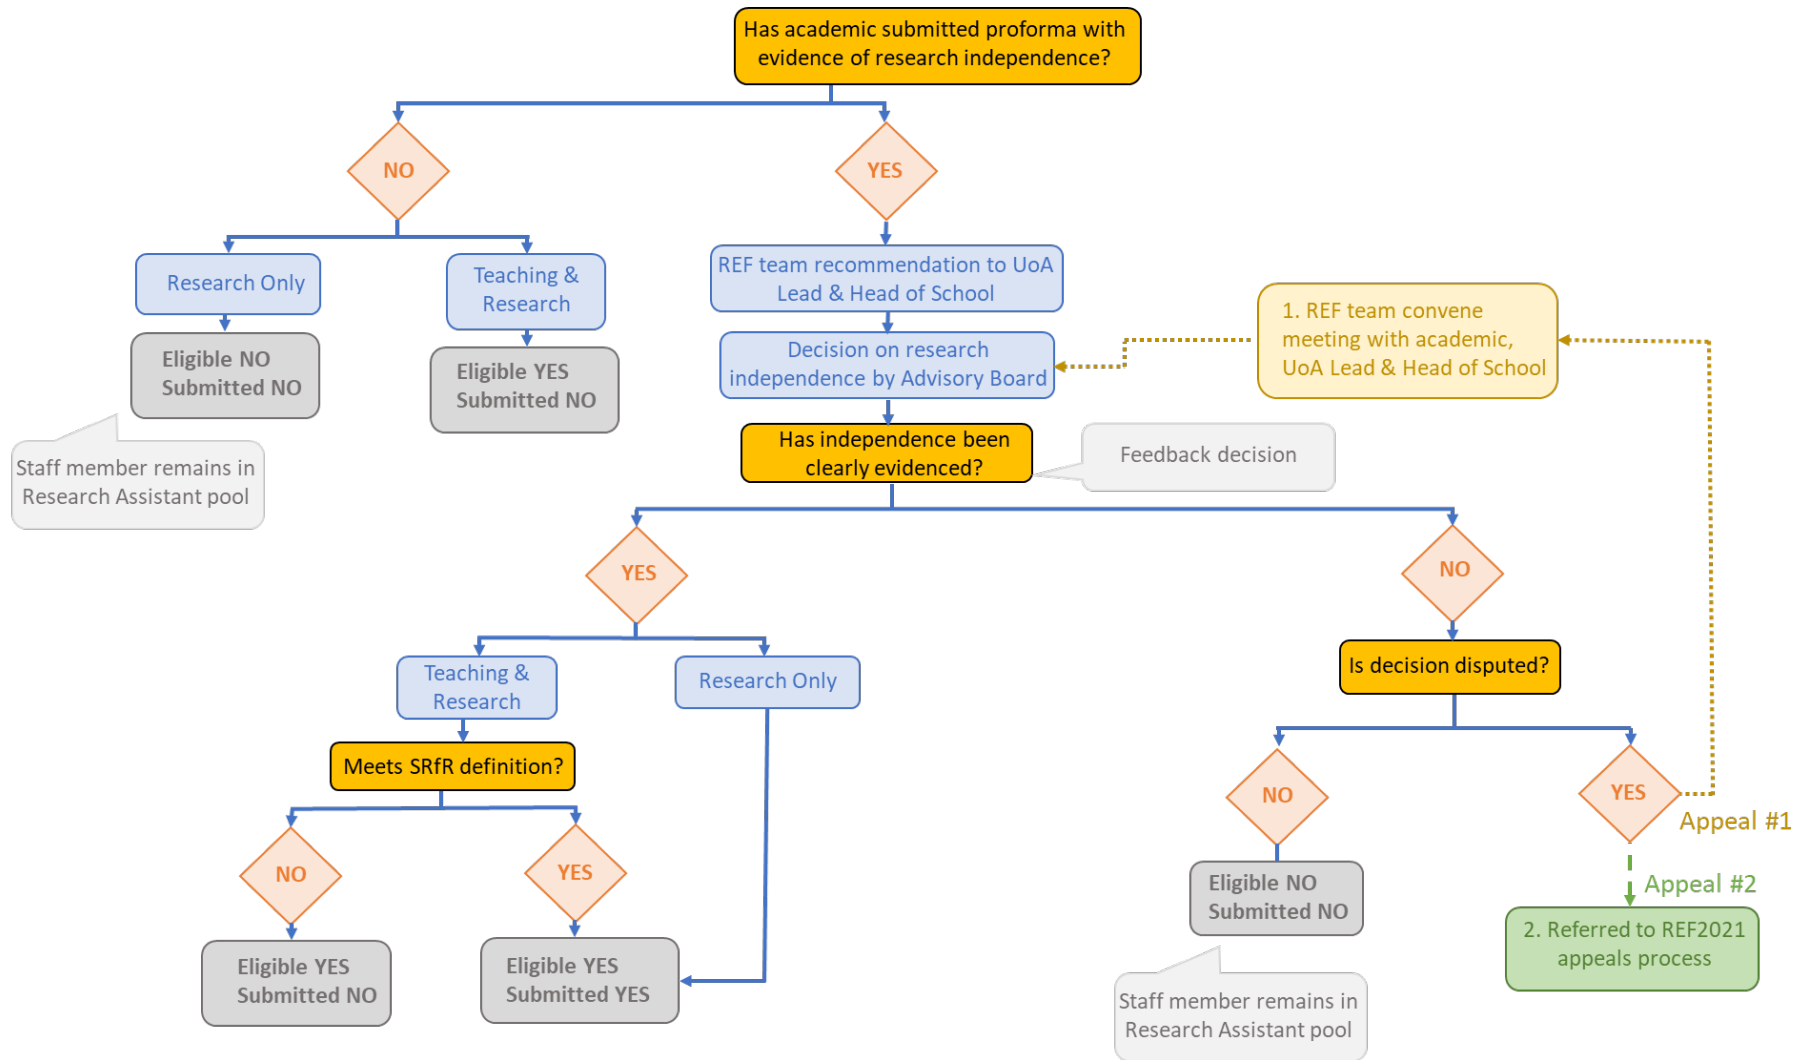 Has academic submitted proforma with
evidence of research independence?
NO
YES
Research Only
Teaching &
Research
REF team recommendation to UoA
Lead & Head of School
1. REF team convene
meeting with academic,
UoA Lead & Head of School
Eligible NO
Submitted NO
Eligible YES
Submitted NO
Decision on research
independence by Advisory Board
Staff member remains in
Research Assistant pool
Has independence been
clearly evidenced?
Feedback decision
YES
NO
Teaching &
Research
Research Only
Is decision disputed?
Meets SRfR definition?
NO
YES
Appeal #1
NO
YES
Eligible NO
Submitted NO
Appeal #2
Eligible YES
Submitted NO
Eligible YES
Submitted YES
2. Referred to REF2021
appeals process
Staff member remains in
Research Assistant pool